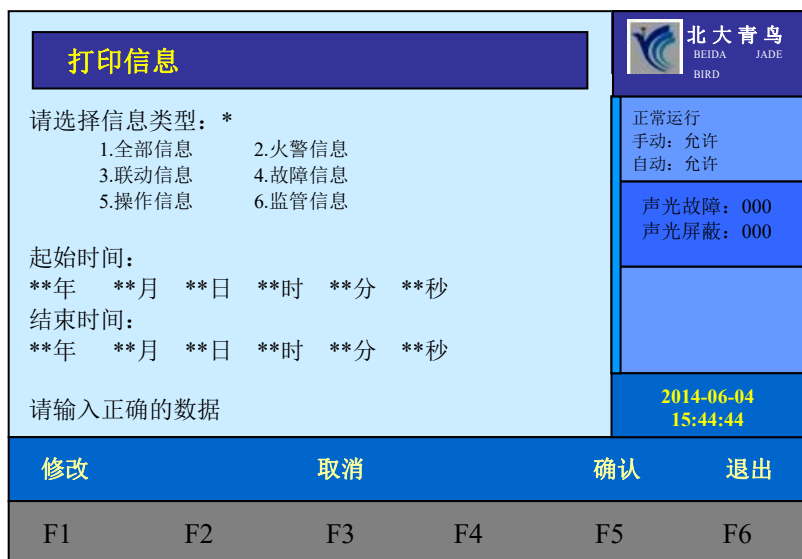 打印信息
北大青鸟
BEIDA JADE
BIRD
请选择信息类型：*
1.全部信息 2.火警信息
3.联动信息 4.故障信息
5.操作信息 6.监管信息
起始时间：
**年 **月 **日 **时 **分 **秒
结束时间：
**年 **月 **日 **时 **分 **秒
请输入正确的数据
正常运行
手动：允许
自动：允许
声光故障：000
声光屏蔽：000
2014-06-04
15:44:44
修改 取消 确认 退出
F1 F2 F3 F4 F5 F6